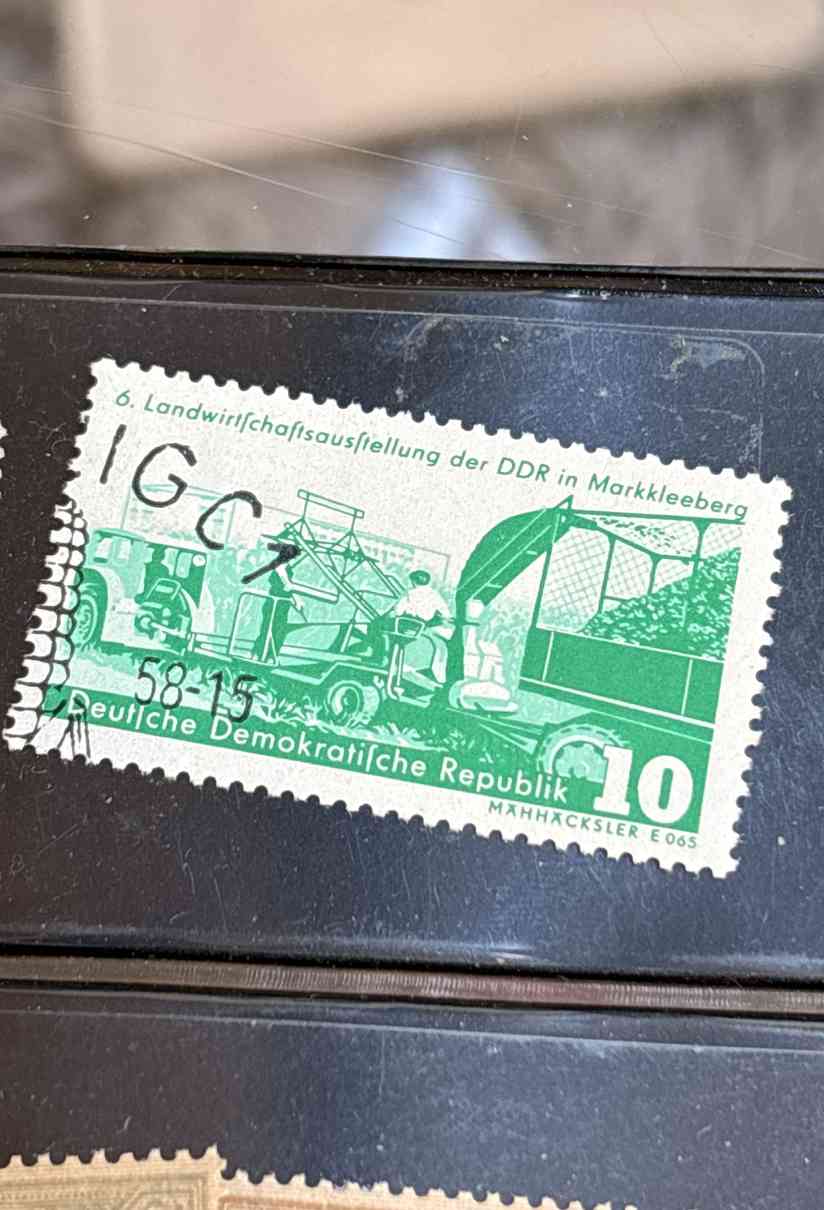 6. Landwirtſchaftsausſtellung der DDR in Markkleeberg
IGC7
58-15
Deutſche Demokratiſche Republik
10
MÄHHÄCKSLER E 065